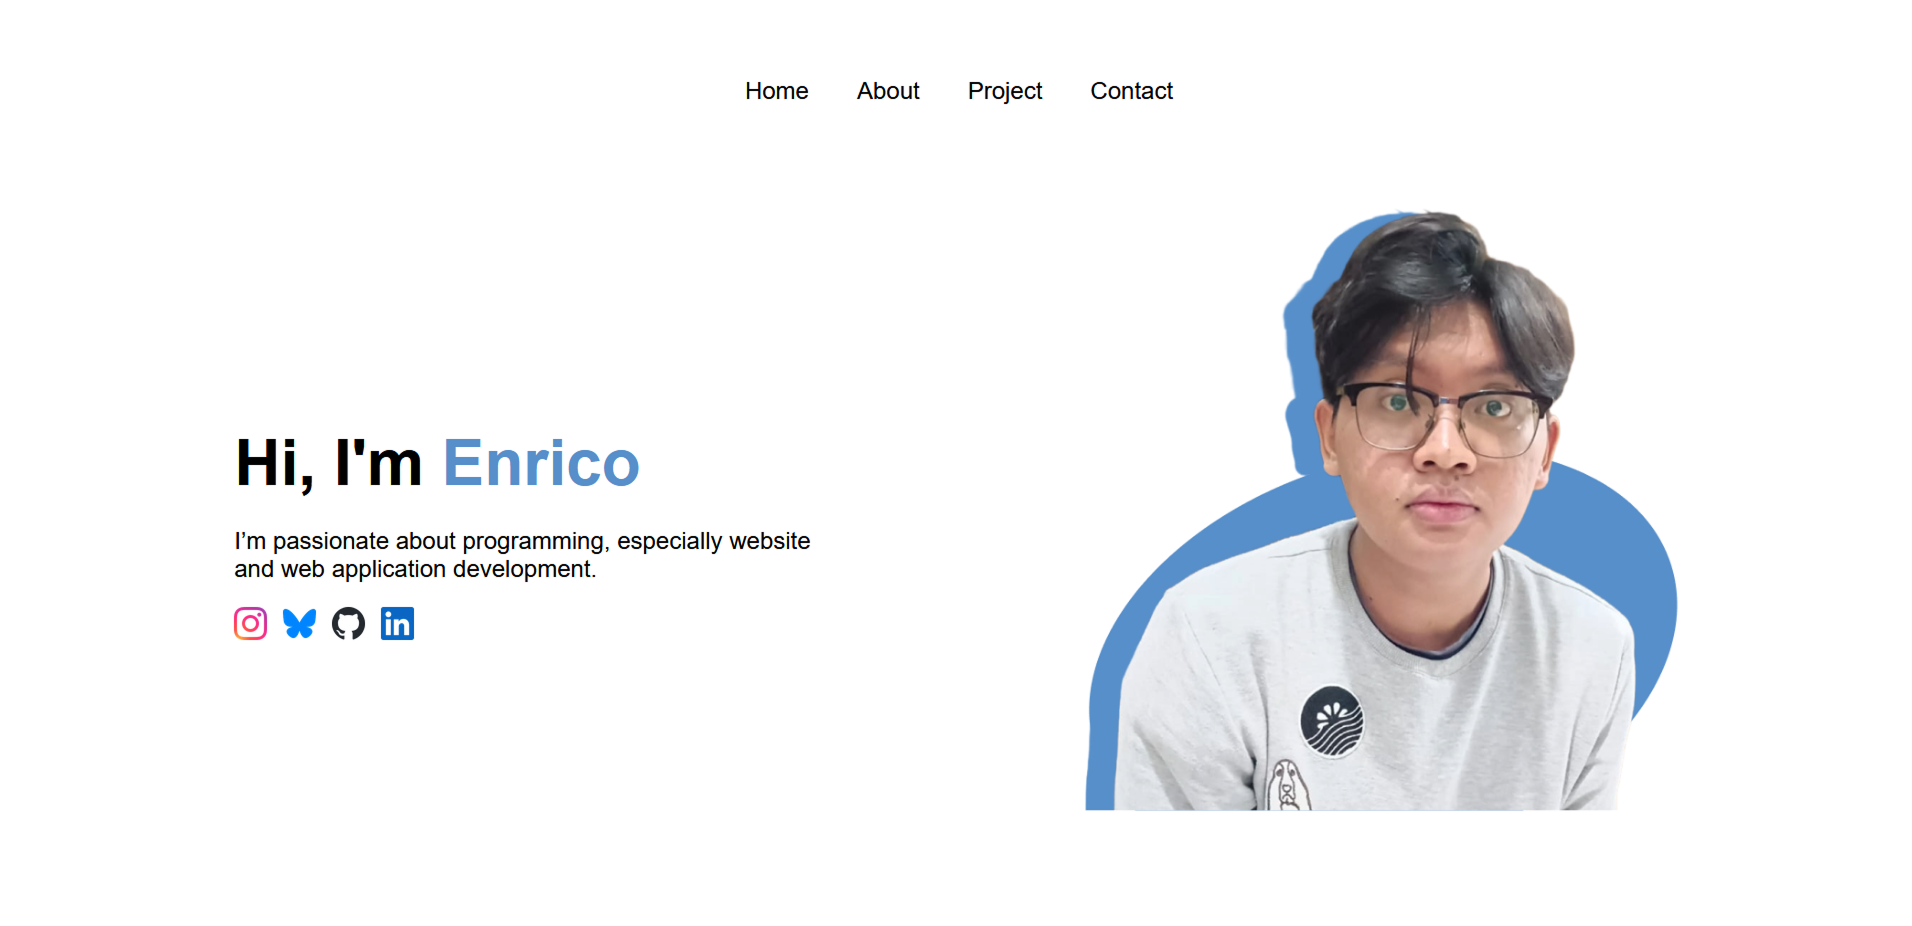 Home About Project Contact
Hi, I'm Enrico
I’m passionate about programming, especially website
and web application development.
in